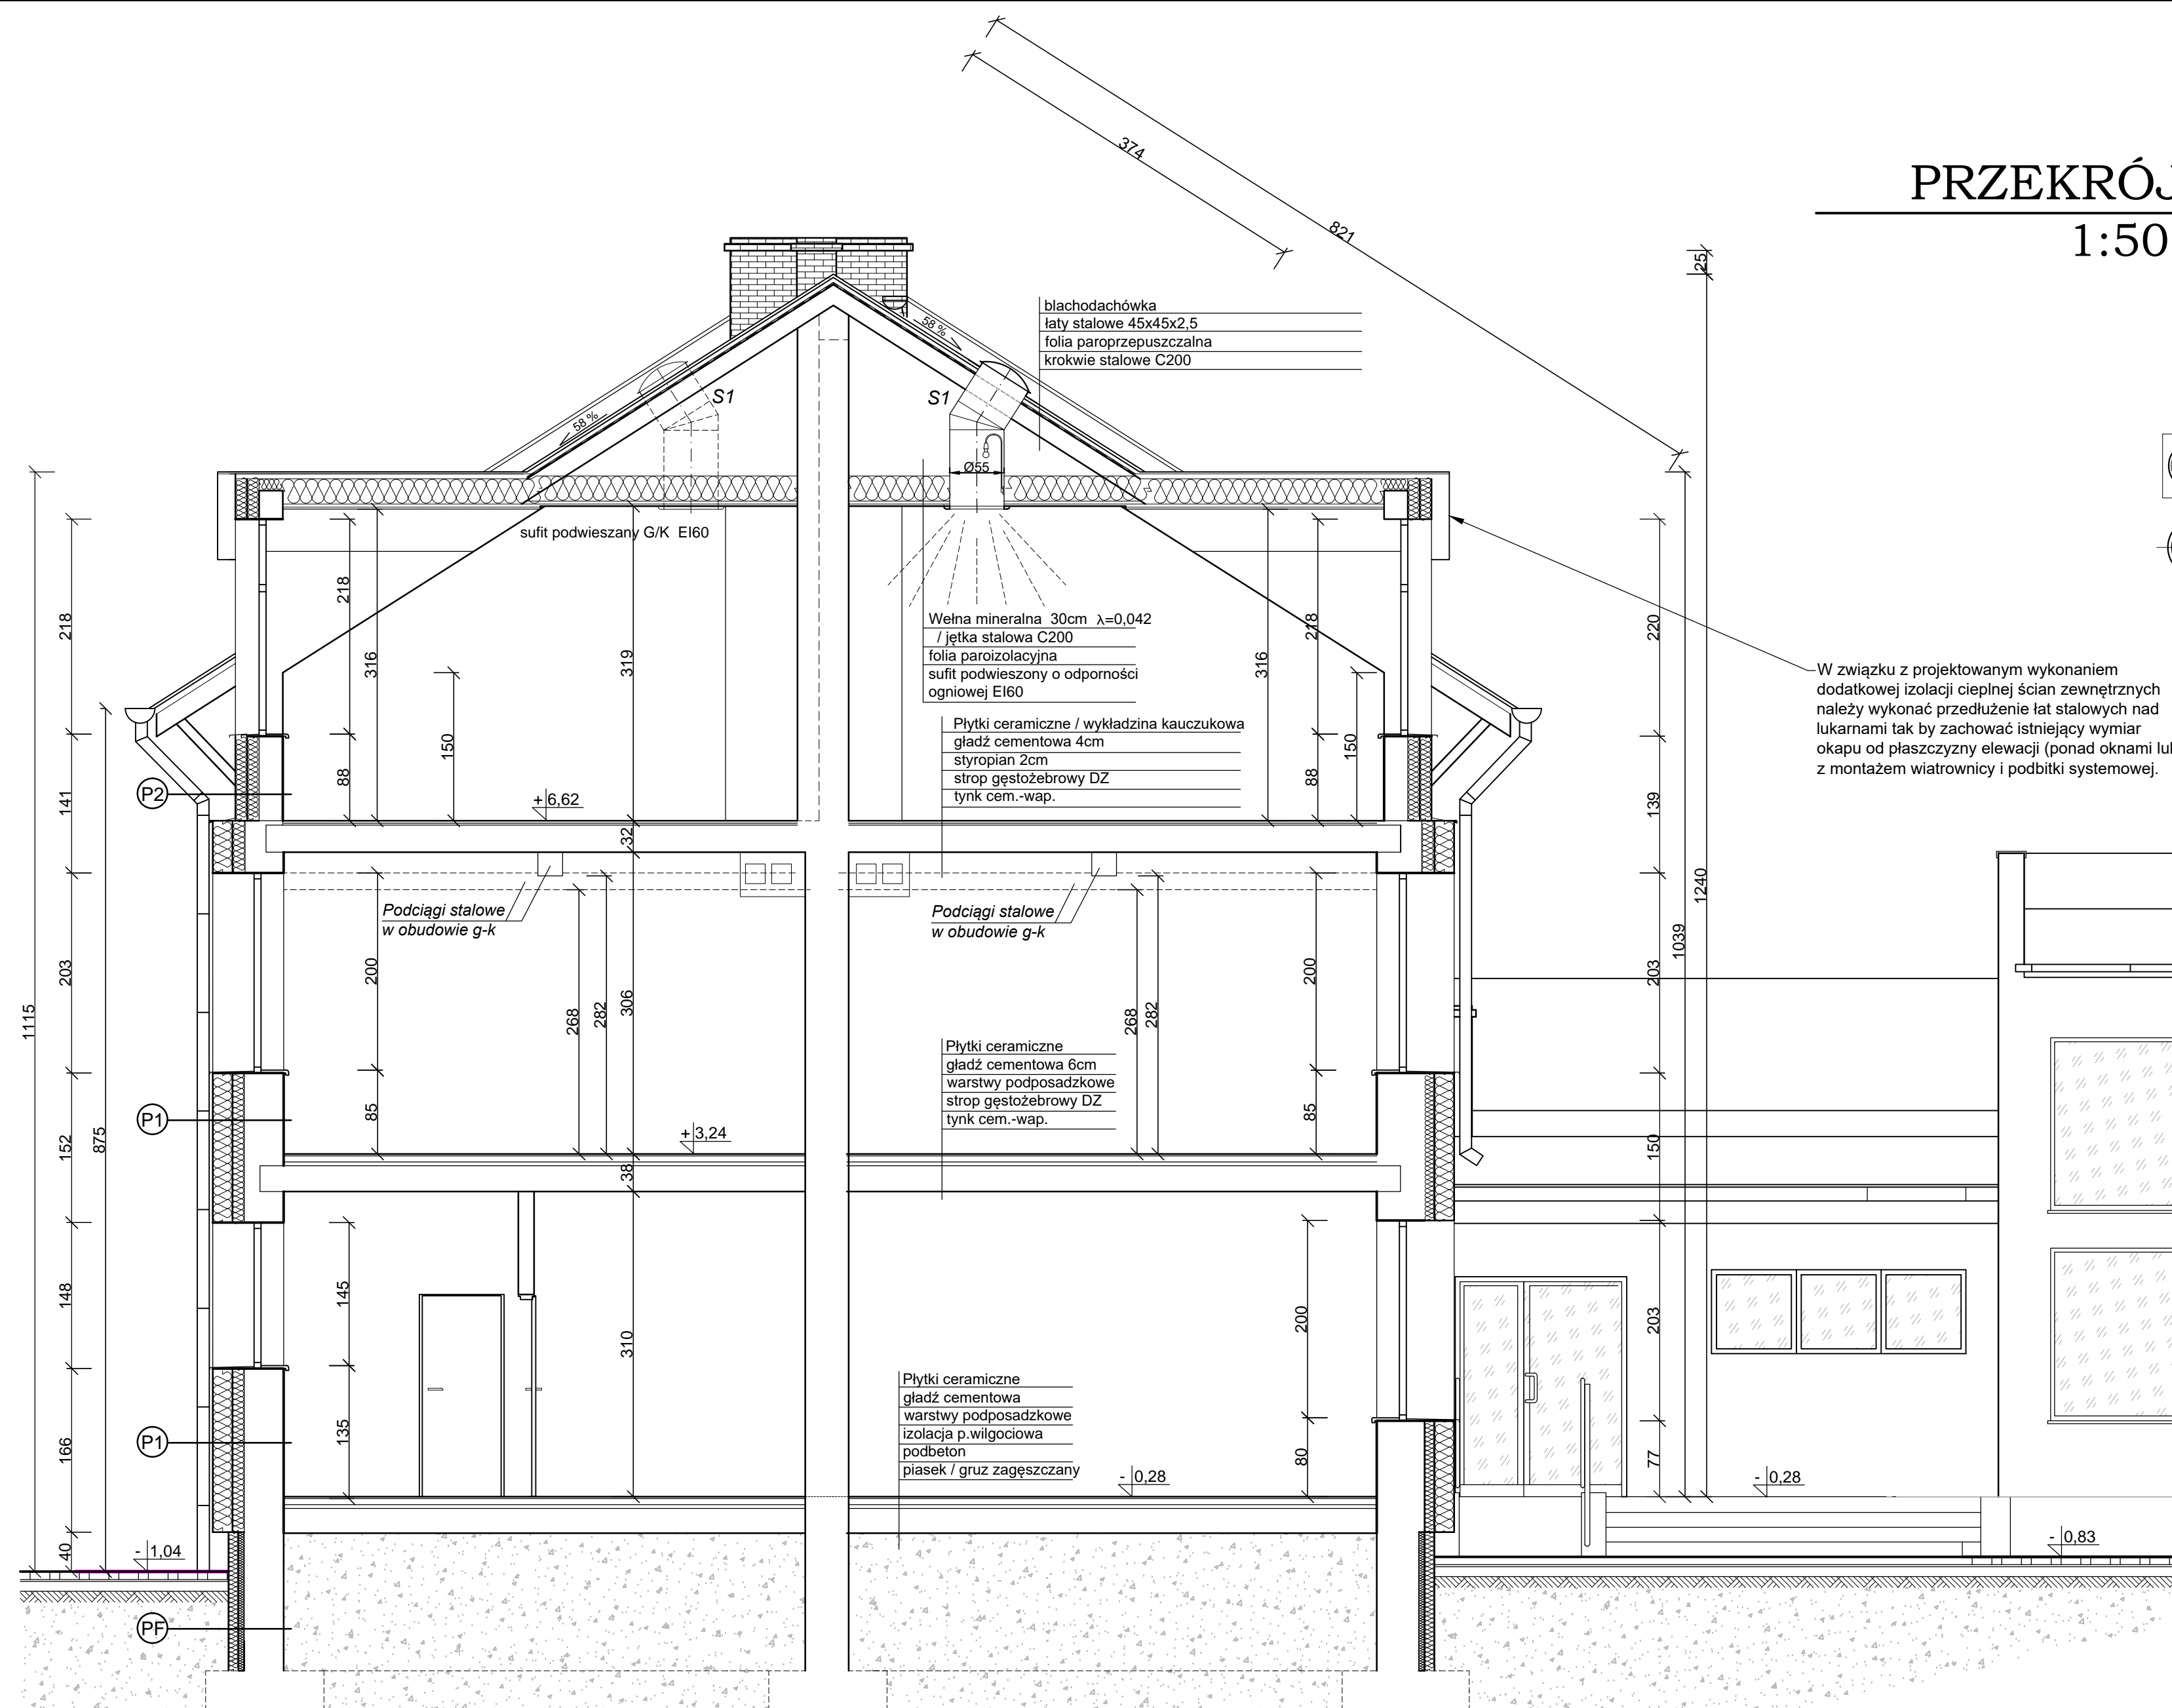 374
821
PRZEKRÓJ
1:50
25
blachodachówka
łaty stalowe 45x45x2,5
folia paroprzepuszczalna
krokwie stalowe C200
58 %
58 %
S1
S1
Ø55
sufit podwieszany G/K EI60
Wełna mineralna 30cm λ=0,042
/ jętka stalowa C200
folia paroizolacyjna
sufit podwieszony o odporności
ogniowej EI60
Płytki ceramiczne / wykładzina kauczukowa
gładź cementowa 4cm
styropian 2cm
strop gęstożebrowy DZ
tynk cem.-wap.
W związku z projektowanym wykonaniem
dodatkowej izolacji cieplnej ścian zewnętrznych
należy wykonać przedłużenie łat stalowych nad
lukarnami tak by zachować istniejący wymiar
okapu od płaszczyzny elewacji (ponad oknami
z montażem wiatrownicy i podbitki systemowej.
218
218
316
319
316
218
220
150
88
150
88
141
139
P2
+ 6,62
32
Podciągi stalowe
w obudowie g-k
Podciągi stalowe
w obudowie g-k
1115
203
200
268
282
306
268
282
200
203
1039
1240
Płytki ceramiczne
gładź cementowa 6cm
warstwy podposadzkowe
strop gęstożebrowy DZ
tynk cem.-wap.
P1
152
875
85
85
150
+ 3,24
38
148
145
310
200
203
Płytki ceramiczne
gładź cementowa
warstwy podposadzkowe
izolacja p.wilgociowa
podbeton
piasek / gruz zagęszczany
P1
166
135
80
77
- 0,28
- 0,28
40
- 1,04
- 0,83
PF